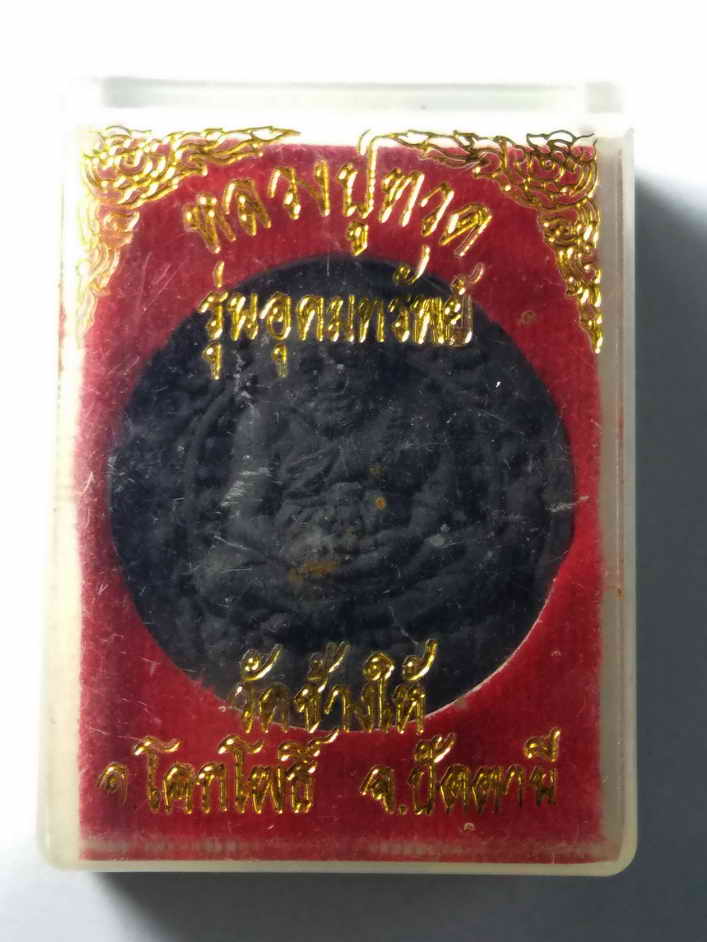 หลวงปู่ทวด
รุ่นอุดมทรัพย์
วัดช้างให้
อ.โคกโพธิ์ จ.ปัตตานี